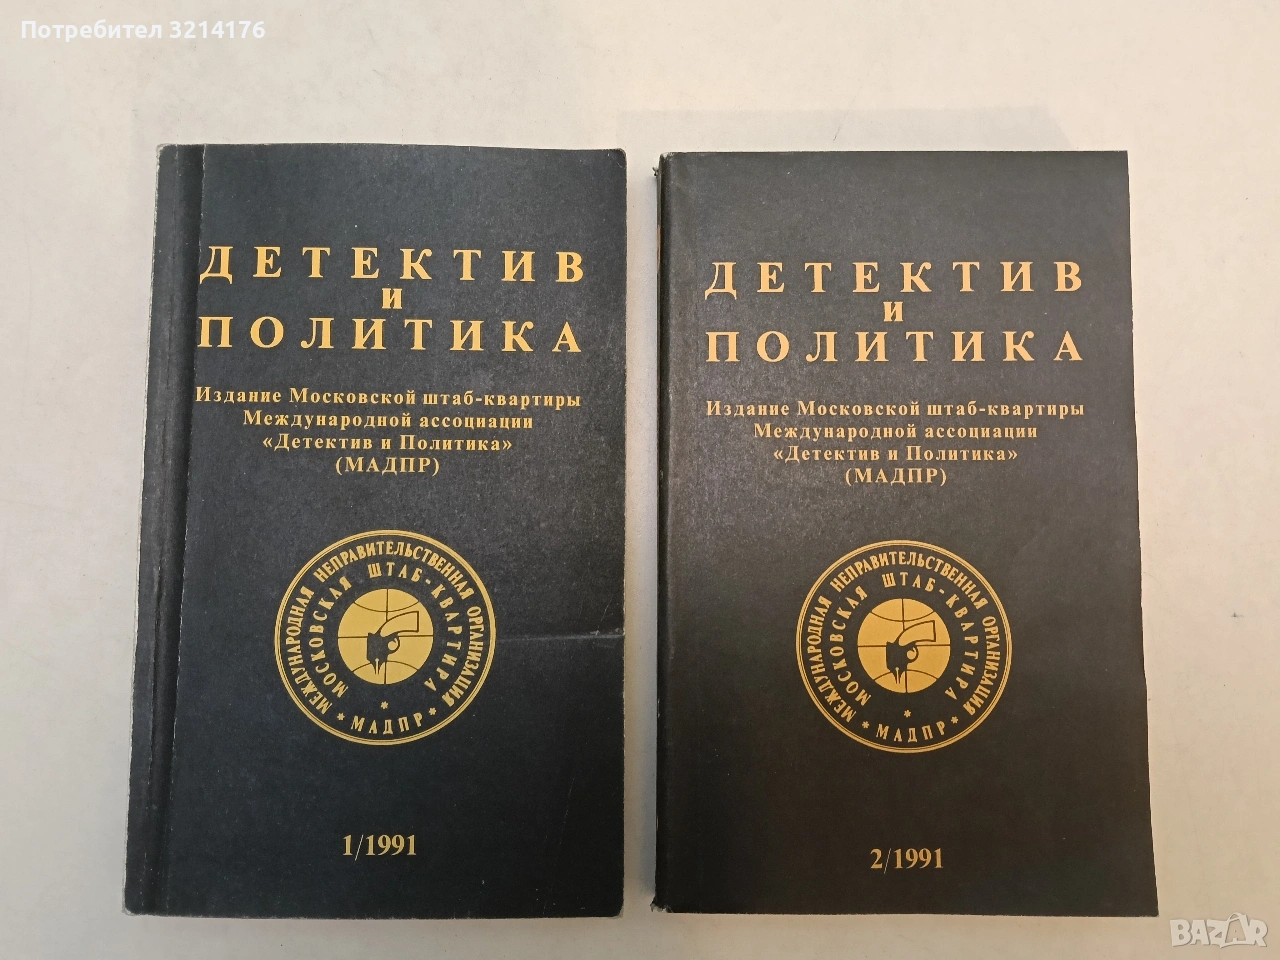 Потребител 3214176
ДЕТЕКТИВ
И
ПОЛИТИКА
Издание Московской штаб-квартиры
Международной ассоциации
«Детектив и Политика»
(МАДПР)
МЕЖДУНАРОДНАЯ НЕПРАВИТЕЛЬСТВЕННАЯ ОРГАНИЗАЦИЯ
МОСКОВСКАЯ ШТАБ-КВАРТИРА
* МАДПР *
1/1991
ДЕТЕКТИВ
И
ПОЛИТИКА
Издание Московской штаб-квартиры
Международной ассоциации
«Детектив и Политика»
(МАДПР)
МЕЖДУНАРОДНАЯ НЕПРАВИТЕЛЬСТВЕННАЯ ОРГАНИЗАЦИЯ
МОСКОВСКАЯ ШТАБ-КВАРТИРА
* МАДПР *
2/1991
BAZAR